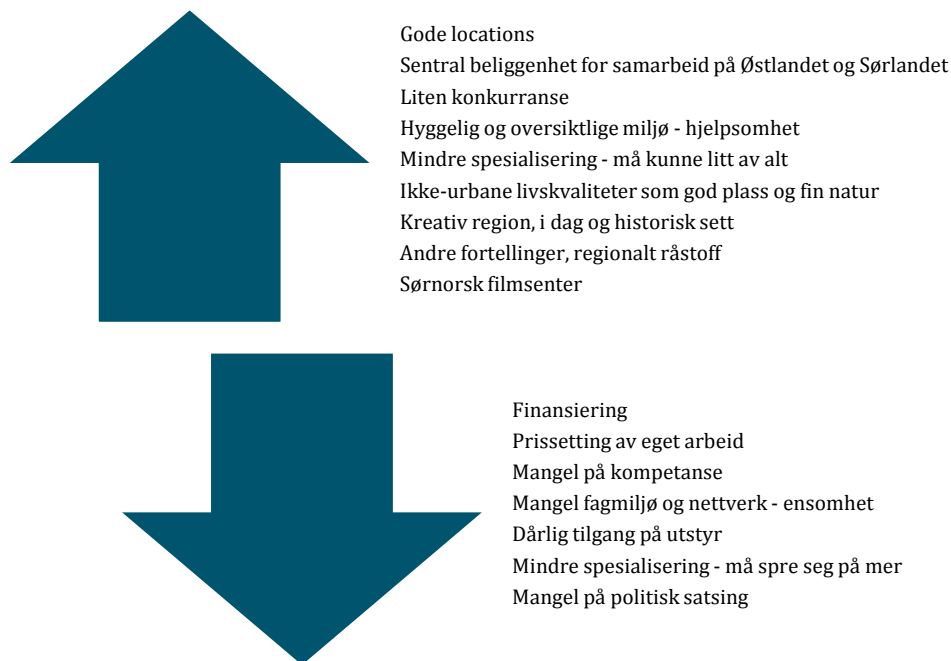 Gode locations
Sentral beliggenhet for samarbeid på Østlandet og Sørlandet
Liten konkurranse
Hyggelig og oversiktlige miljø - hjelpsomhet
Mindre spesialisering - må kunne litt av alt
Ikke-urbane livskvaliteter som god plass og fin natur
Kreativ region, i dag og historisk sett
Andre fortellinger, regionalt råstoff
Sørnorsk filmsenter
Finansiering
Prissetting av eget arbeid
Mangel på kompetanse
Mangel fagmiljø og nettverk - ensomhet
Dårlig tilgang på utstyr
Mindre spesialisering - må spre seg på mer
Mangel på politisk satsing